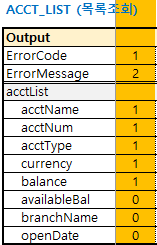 ACCT_LIST (목록조회)
Output
ErrorCode 1
ErrorMessage 2
acctList
acctName 1
acctNum 1
acctType 1
currency 1
balance 1
availableBal 0
branchName 0
openDate 0